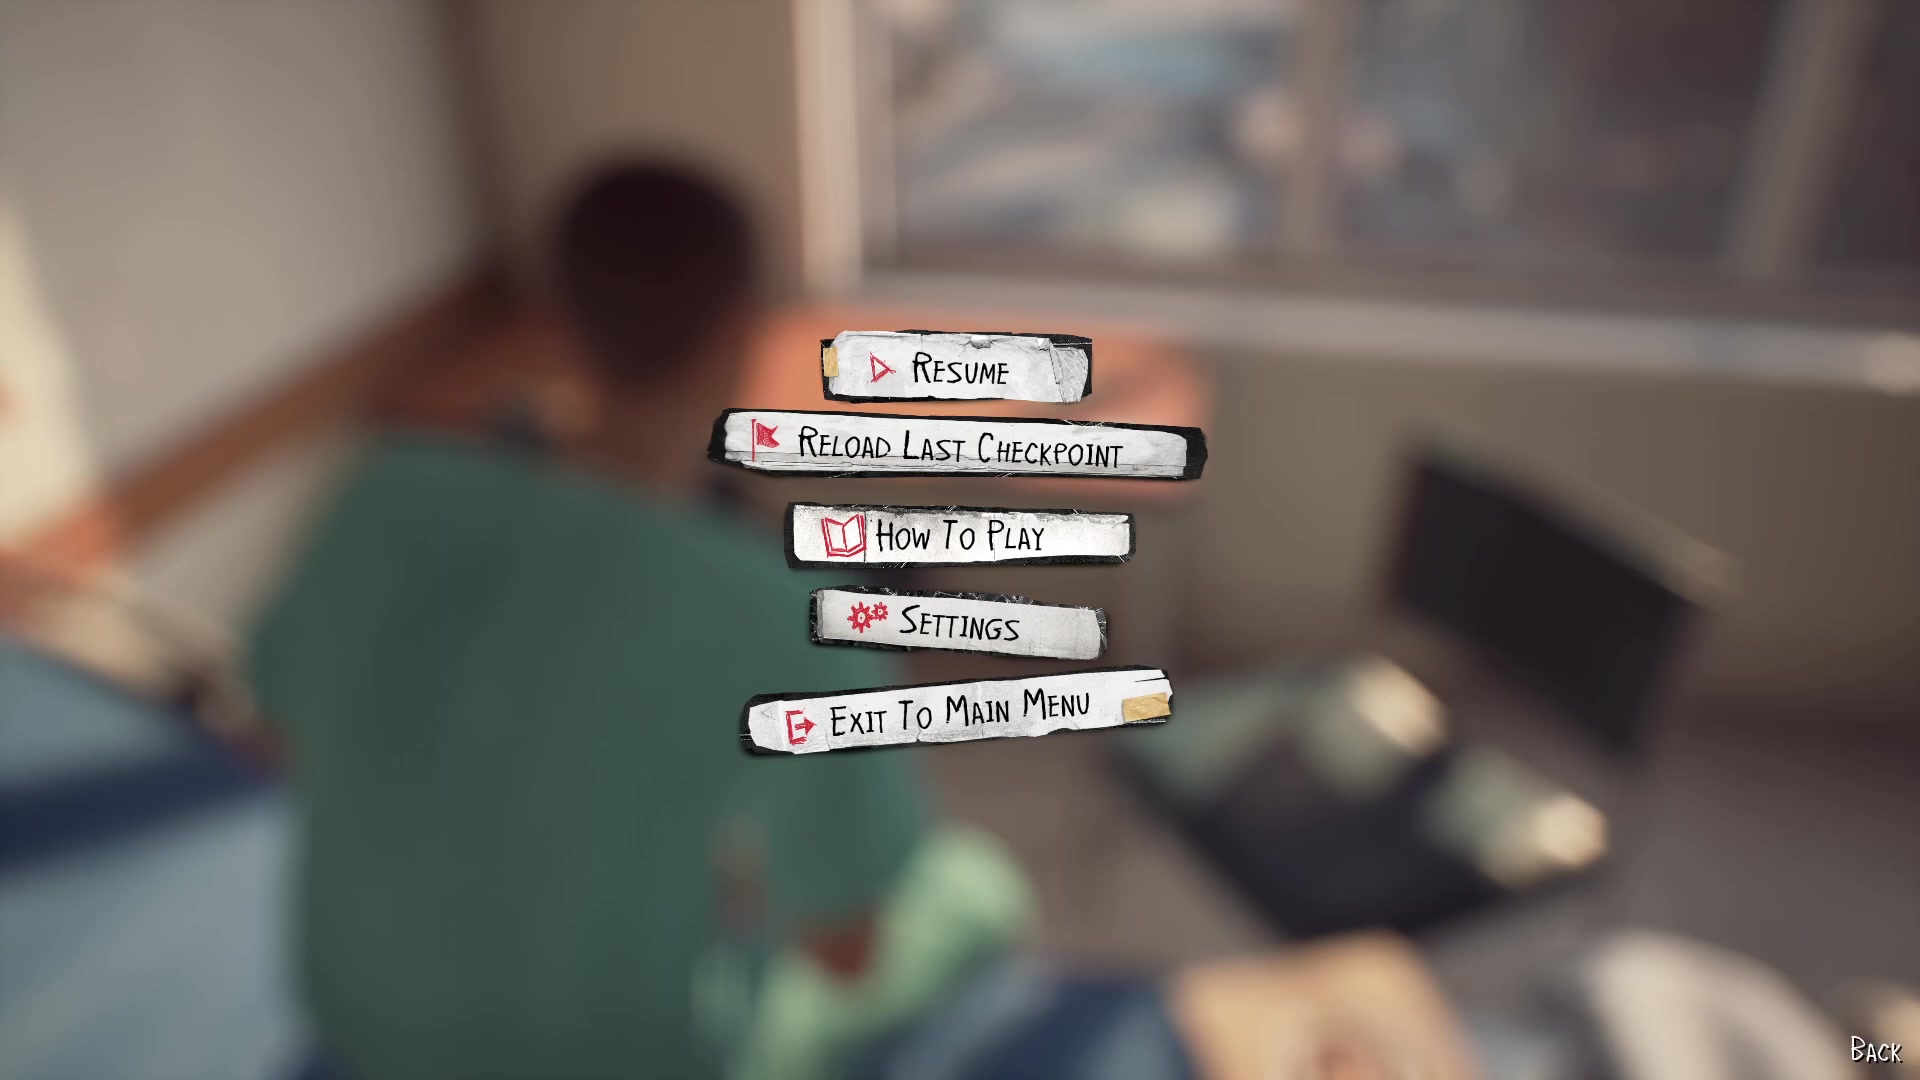 Resume
Reload Last Checkpoint
How To Play
Settings
Exit To Main Menu
Back